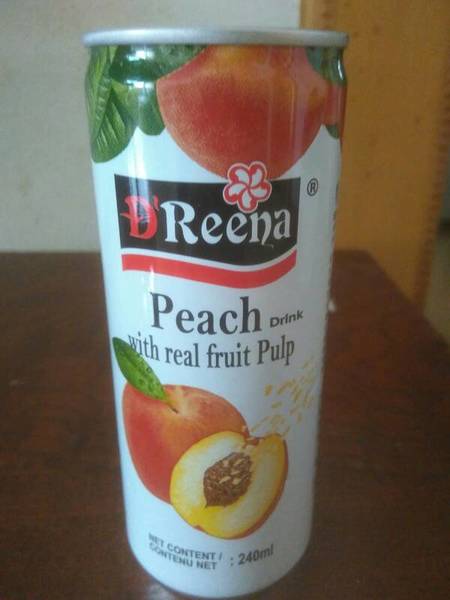 D'Reena ®
Peach Drink
with real fruit Pulp
NET CONTENT /
CONTENU NET : 240ml